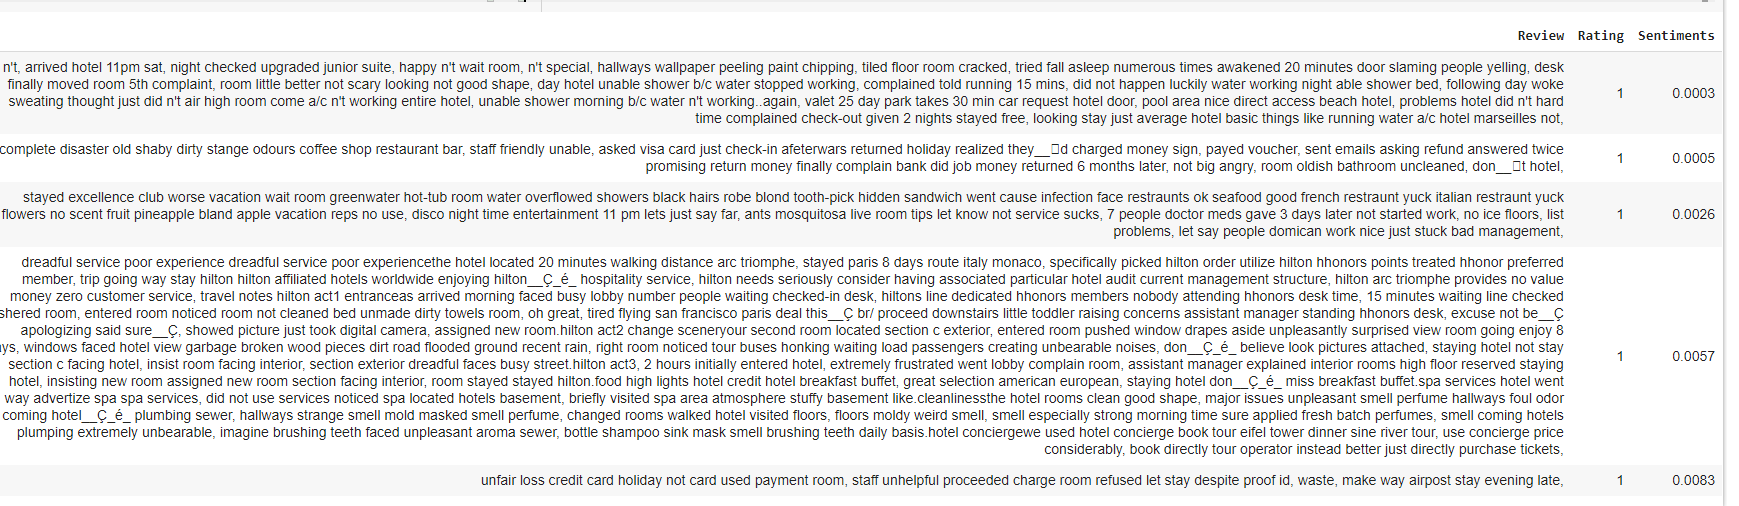 Review Rating Sentiments
n't, arrived hotel 11pm sat, night checked upgraded junior suite, happy n't wait room, n't special, hallways wallpaper peeling paint chipping, tiled floor room cracked, tried fall asleep numerous times awakened 20 minutes door slaming people yelling, desk
finally moved room 5th complaint, room little better not scary looking not good shape, day hotel unable shower b/c water stopped working, complained told running 15 mins, did not happen luckily water working night able shower bed, following day woke
sweating thought just did n't air high room come a/c n't working entire hotel, unable shower morning b/c water n't working..again, valet 25 day park takes 30 min car request hotel door, pool area nice direct access beach hotel, problems hotel did n't hard
time complained check-out given 2 nights stayed free, looking stay just average hotel basic things like running water a/c hotel marseilles not,
1 0.0003
complete disaster old shaby dirty stange odours coffee shop restaurant bar, staff friendly unable, asked visa card just check-in afeterwars returned holiday realized they__□d charged money sign, payed voucher, sent emails asking refund answered twice
promising return money finally complain bank did job money returned 6 months later, not big angry, room oldish bathroom uncleaned, don__□t hotel,
1 0.0005
stayed excellence club worse vacation wait room greenwater hot-tub room water overflowed showers black hairs robe blond tooth-pick hidden sandwich went cause infection face restraunts ok seafood good french restraunt yuck italian restraunt yuck
flowers no scent fruit pineapple bland apple vacation reps no use, disco night time entertainment 11 pm lets just say far, ants mosquitosa live room tips let know not service sucks, 7 people doctor meds gave 3 days later not started work, no ice floors, list
problems, let say people domican work nice just stuck bad management,
1 0.0026
dreadful service poor experience dreadful service poor experiencethe hotel located 20 minutes walking distance arc triomphe, stayed paris 8 days route italy monaco, specifically picked hilton order utilize hilton hhonors points treated hhonor preferred
member, trip going way stay hilton hilton affiliated hotels worldwide enjoying hilton__Ç_é_ hospitality service, hilton needs seriously consider having associated particular hotel audit current management structure, hilton arc triomphe provides no value
money zero customer service, travel notes hilton act1 entranceas arrived morning faced busy lobby number people waiting checked-in desk, hiltons line dedicated hhonors members nobody attending hhonors desk time, 15 minutes waiting line checked
shered room, entered room noticed room not cleaned bed unmade dirty towels room, oh great, tired flying san francisco paris deal this__Ç br/ proceed downstairs little toddler raising concerns assistant manager standing hhonors desk, excuse not be__Ç
apologizing said sure__Ç, showed picture just took digital camera, assigned new room.hilton act2 change sceneryour second room located section c exterior, entered room pushed window drapes aside unpleasantly surprised view room going enjoy 8
ys, windows faced hotel view garbage broken wood pieces dirt road flooded ground recent rain, right room noticed tour buses honking waiting load passengers creating unbearable noises, don__Ç_é_ believe look pictures attached, staying hotel not stay
section c facing hotel, insist room facing interior, section exterior dreadful faces busy street.hilton act3, 2 hours initially entered hotel, extremely frustrated went lobby complain room, assistant manager explained interior rooms high floor reserved staying
hotel, insisting new room assigned new room section facing interior, room stayed stayed hilton.food high lights hotel credit hotel breakfast buffet, great selection american european, staying hotel don__Ç_é_ miss breakfast buffet.spa services hotel went
way advertize spa spa services, did not use services noticed spa located hotels basement, briefly visited spa area atmosphere stuffy basement like.cleanlinessthe hotel rooms clean good shape, major issues unpleasant smell perfume hallways foul odor
coming hotel__Ç_é_ plumbing sewer, hallways strange smell mold masked smell perfume, changed rooms walked hotel visited floors, floors moldy weird smell, smell especially strong morning time sure applied fresh batch perfumes, smell coming hotels
plumping extremely unbearable, imagine brushing teeth faced unpleasant aroma sewer, bottle shampoo sink mask smell brushing teeth daily basis.hotel conciergewe used hotel concierge book tour eifel tower dinner sine river tour, use concierge price
considerably, book directly tour operator instead better just directly purchase tickets,
1 0.0057
unfair loss credit card holiday not card used payment room, staff unhelpful proceeded charge room refused let stay despite proof id, waste, make way airpost stay evening late,
1 0.0083